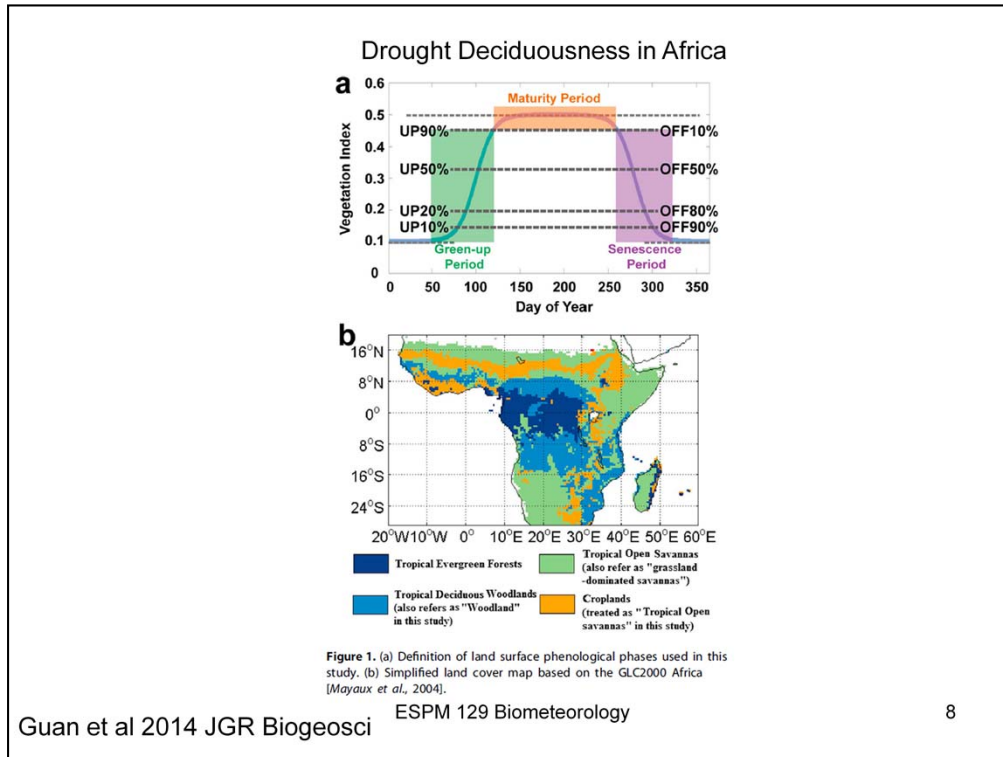 Drought Deciduousness in Africa
a
0.6
0.5
0.4
0.3
0.2
0.1
0
Vegetation Index
Maturity Period
UP90%
OFF10%
UP50%
OFF50%
UP20%
OFF80%
UP10%
OFF90%
Green-up
Period
Senescence
Period
0 50 100 150 200 250 300 350
Day of Year
b
16°N
8°N
0°
8°S
16°S
24°S
20°W 10°W 0° 10°E 20°E 30°E 40°E 50°E 60°E
Tropical Evergreen Forests
Tropical Deciduous Woodlands
(also refers as "Woodland"
in this study)
Tropical Open Savannas
(also refer as "grassland
-dominated savannas")
Croplands
(treated as "Tropical Open
savannas" in this study)
Figure 1. (a) Definition of land surface phenological phases used in this
study. (b) Simplified land cover map based on the GLC2000 Africa
[Mayaux et al., 2004].
Guan et al 2014 JGR Biogeosci
ESPM 129 Biometeorology
8